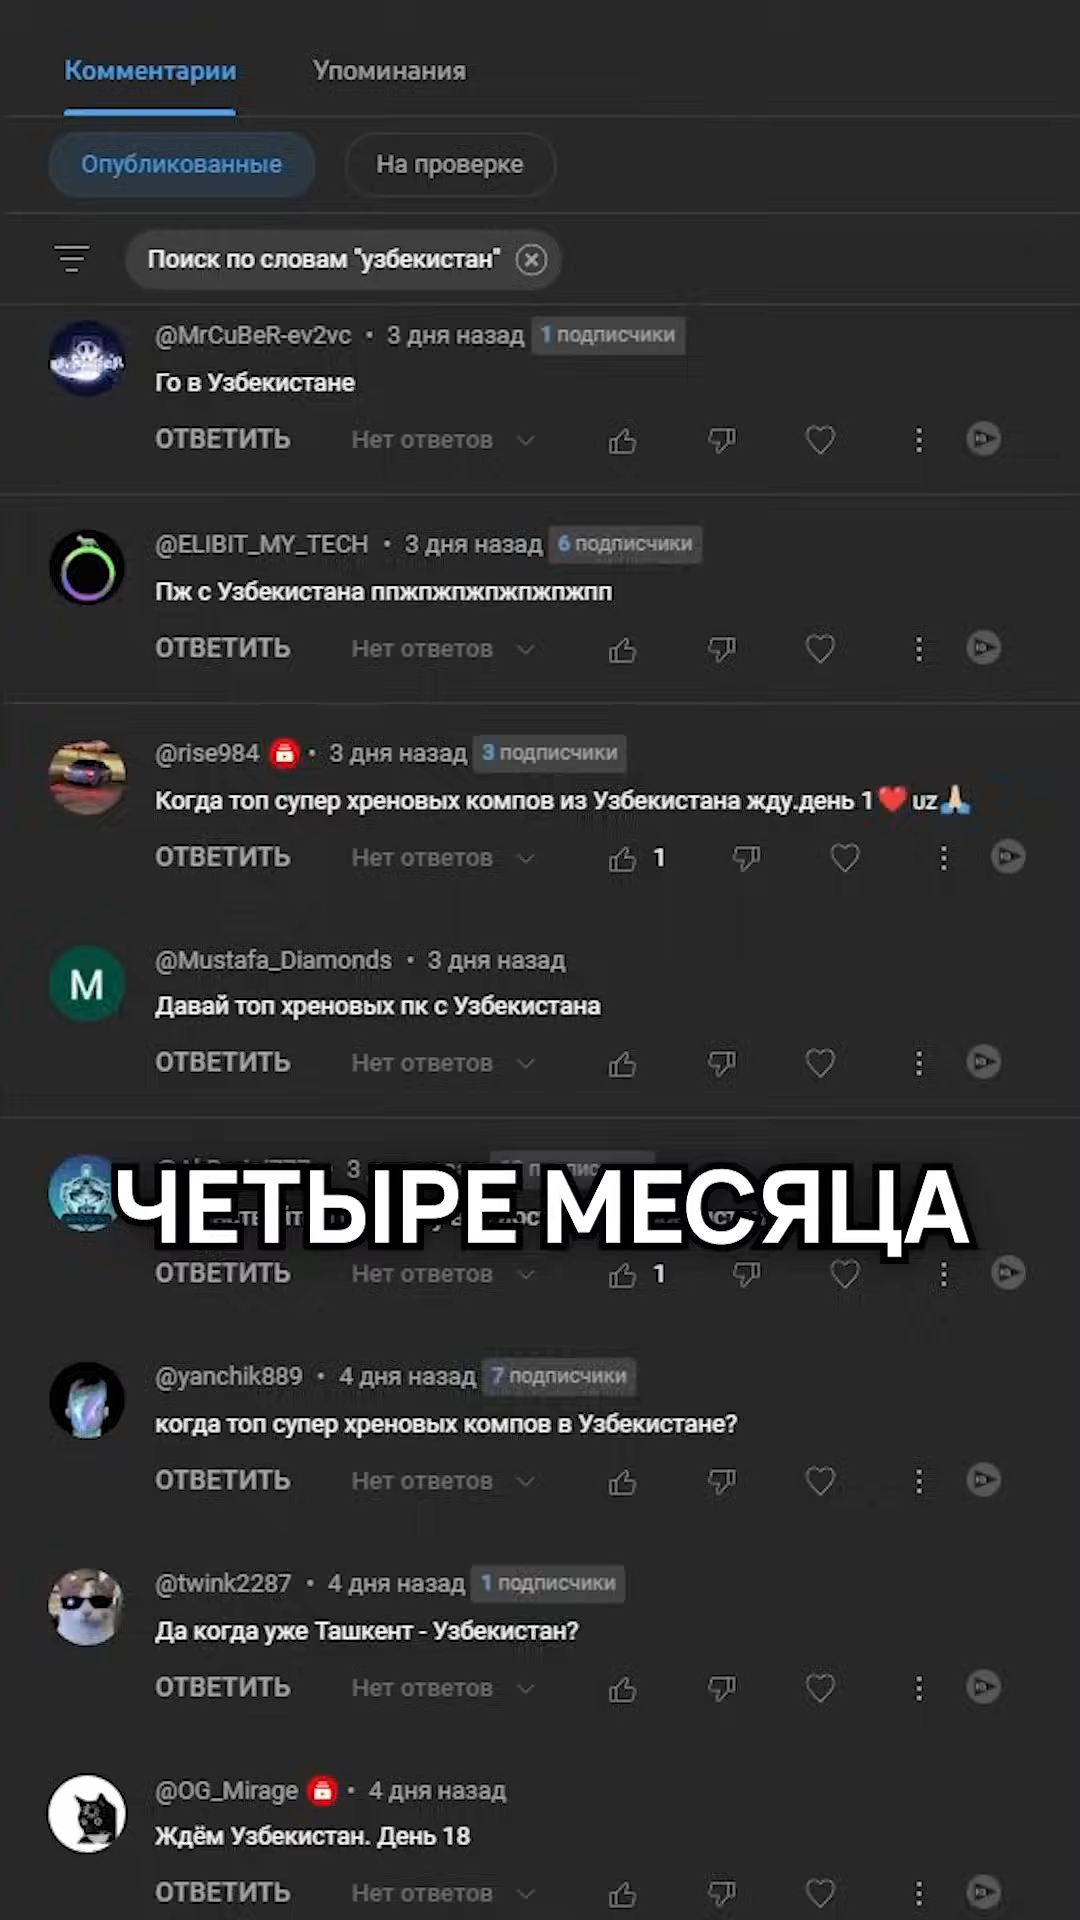 Комментарии Упоминания
Опубликованные На проверке
Поиск по словам "узбекистан"
@MrCuBeR-ev2vc • 3 дня назад 1 подписчики
Го в Узбекистане
ОТВЕТИТЬ Нет ответов
@ELIBIT_MY_TECH • 3 дня назад 6 подписчики
Пж с Узбекистана ппжпжпжпжпжпжпп
ОТВЕТИТЬ Нет ответов
@rise984 • 3 дня назад 3 подписчики
Когда топ супер хреновых компов из Узбекистана жду.день 1❤️ uz🙏
ОТВЕТИТЬ Нет ответов 1
M @Mustafa_Diamonds • 3 дня назад
Давай топ хреновых пк с Узбекистана
ОТВЕТИТЬ Нет ответов
ЧЕТЫРЕ МЕСЯЦА
ОТВЕТИТЬ Нет ответов 1
@yanchik889 • 4 дня назад 7 подписчики
когда топ супер хреновых компов в Узбекистане?
ОТВЕТИТЬ Нет ответов
@twink2287 • 4 дня назад 1 подписчики
Да когда уже Ташкент - Узбекистан?
ОТВЕТИТЬ Нет ответов
@OG_Mirage • 4 дня назад
Ждём Узбекистан. День 18
ОТВЕТИТЬ Нет ответов